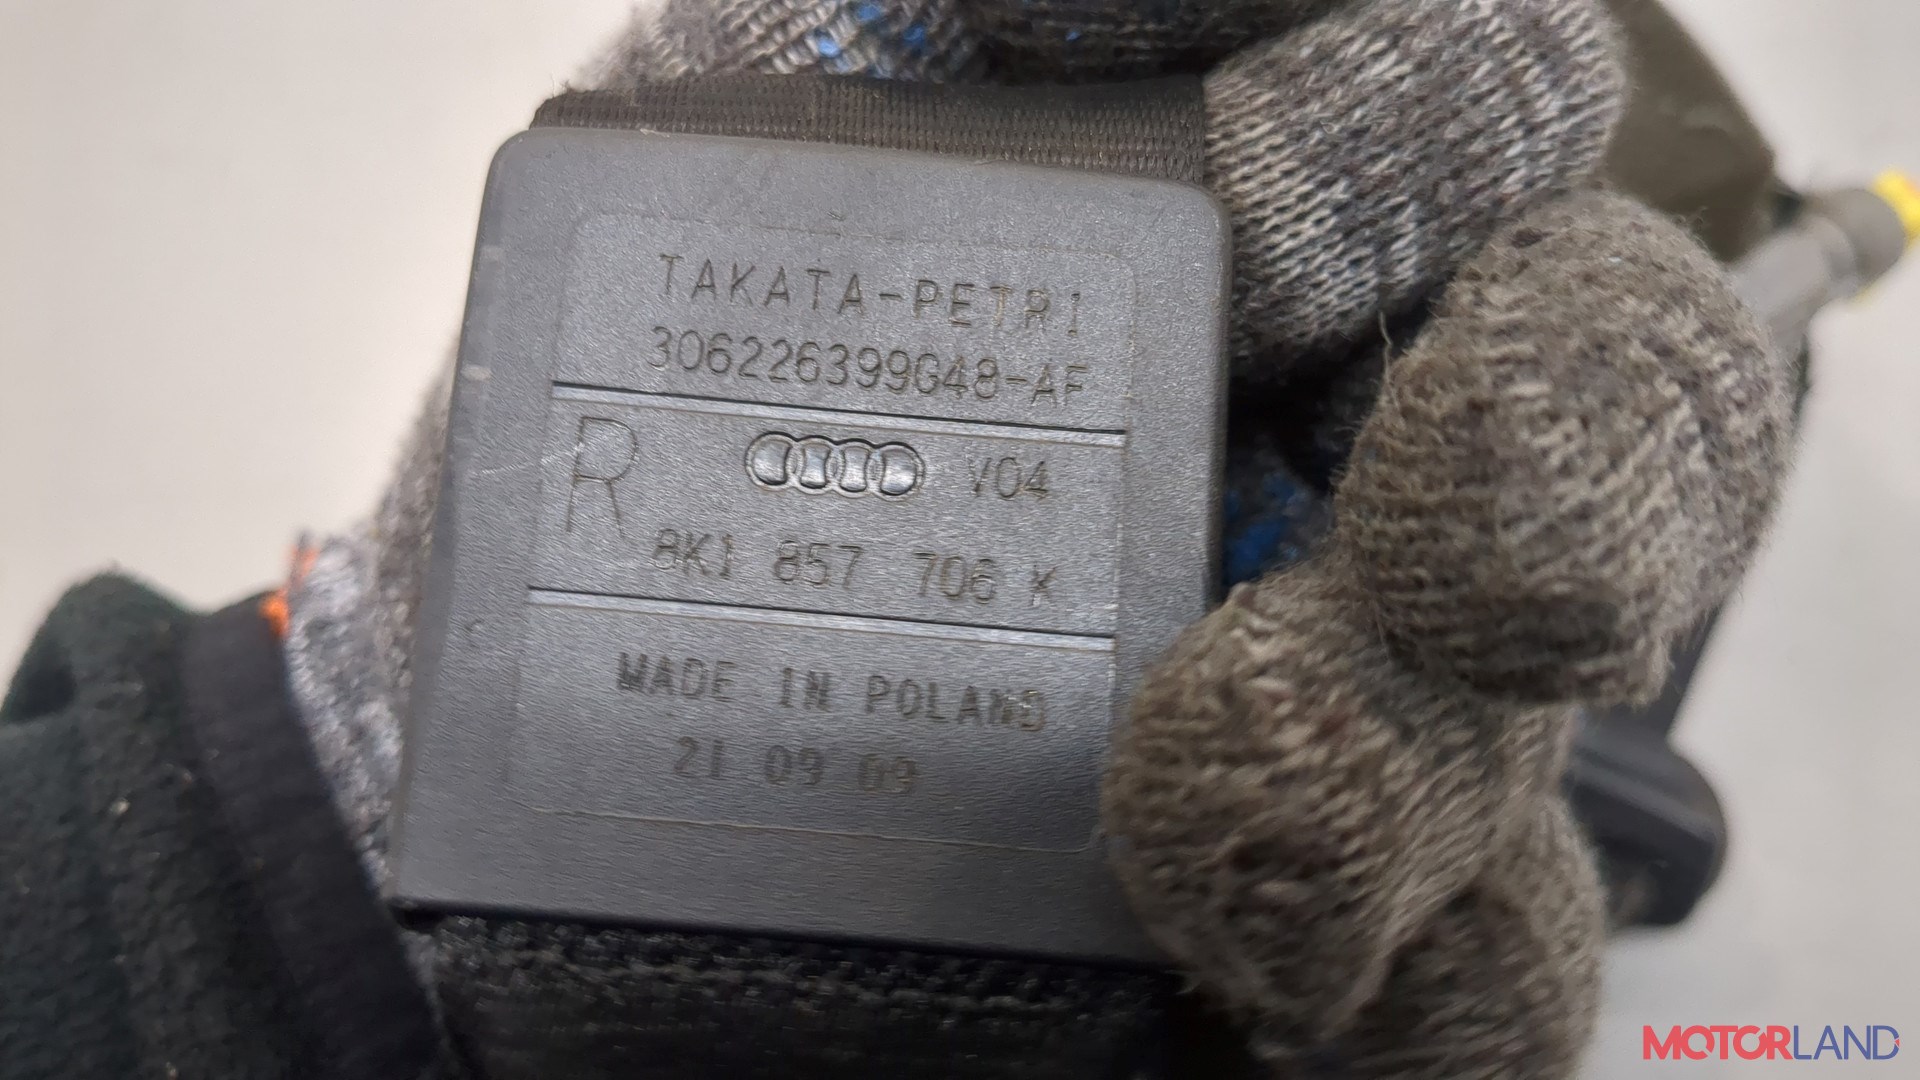 TAKATA-PETRI
306226399G48-AF
R
V04
8K1 857 706 K
MADE IN POLAND
21 09 09
MOTORLAND